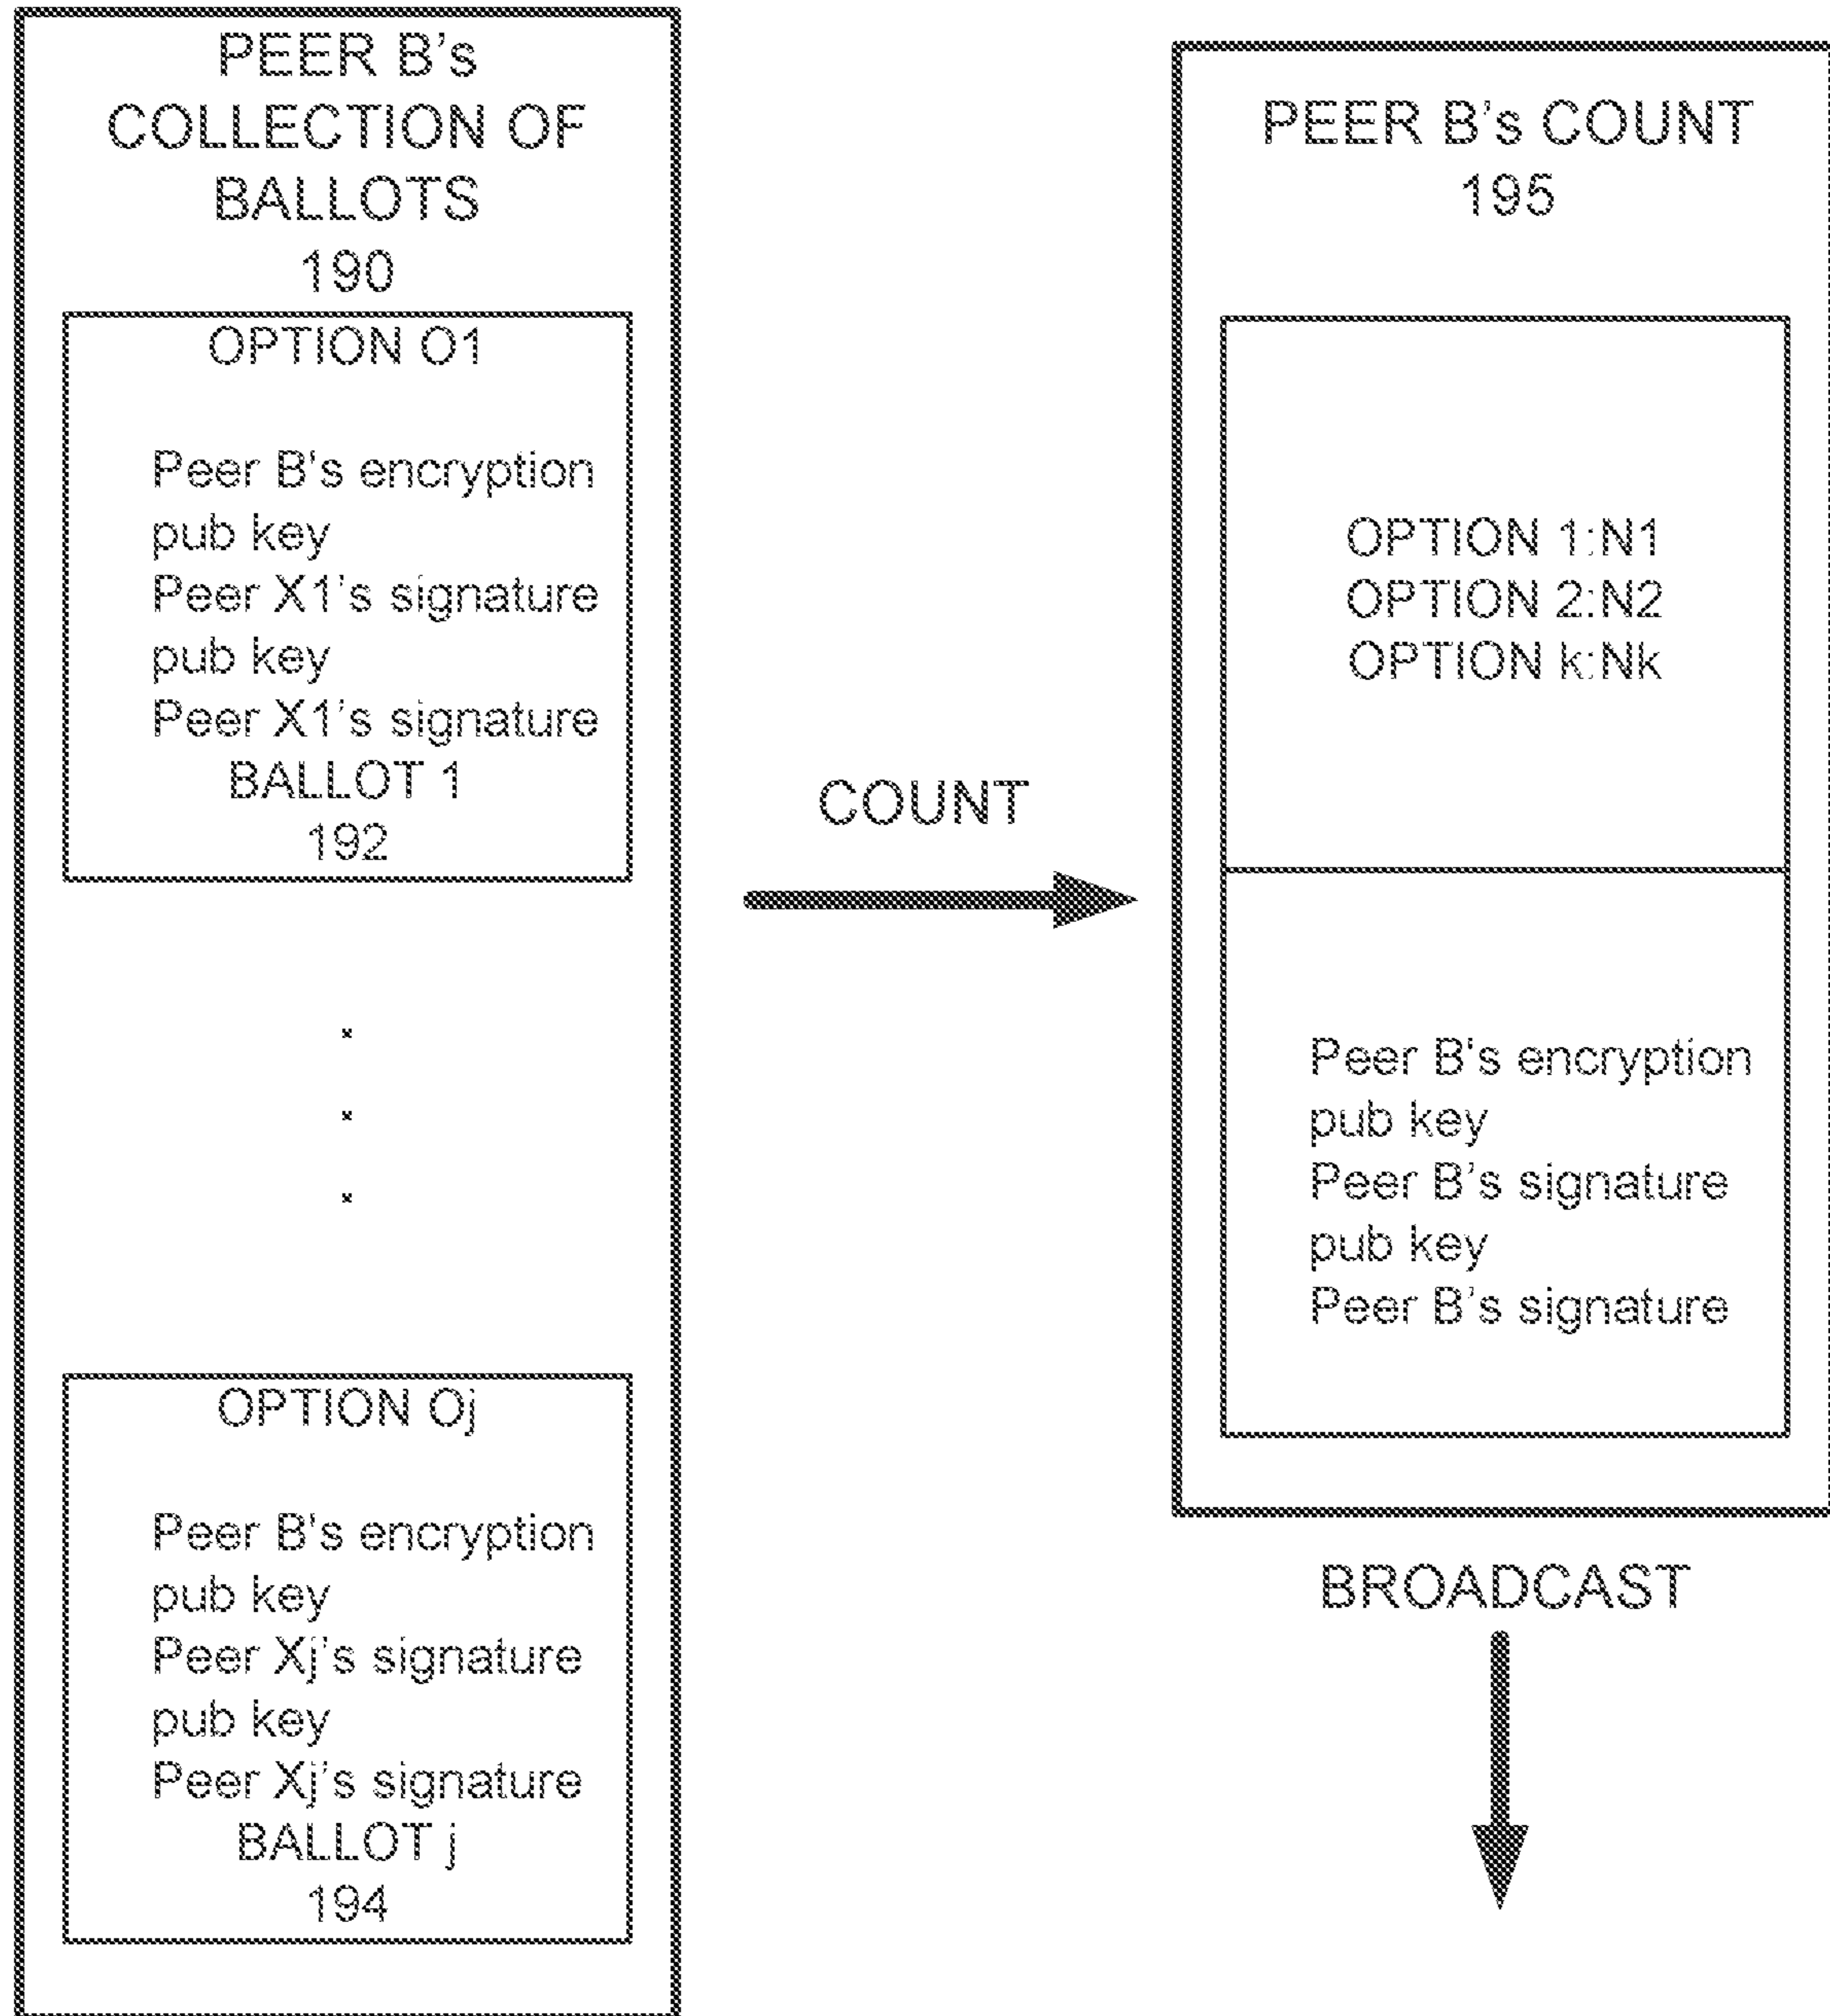 PEER B's
COLLECTION OF
BALLOTS
190
OPTION O1
Peer B's encryption
pub key
Peer X1's signature
pub key
Peer X1's signature
BALLOT 1
192
OPTION Oj
Peer B's encryption
pub key
Peer Xj's signature
pub key
Peer Xj's signature
BALLOT j
194
COUNT
PEER B's COUNT
195
OPTION 1:N1
OPTION 2:N2
OPTION k:Nk
Peer B's encryption
pub key
Peer B's signature
pub key
Peer B's signature
BROADCAST